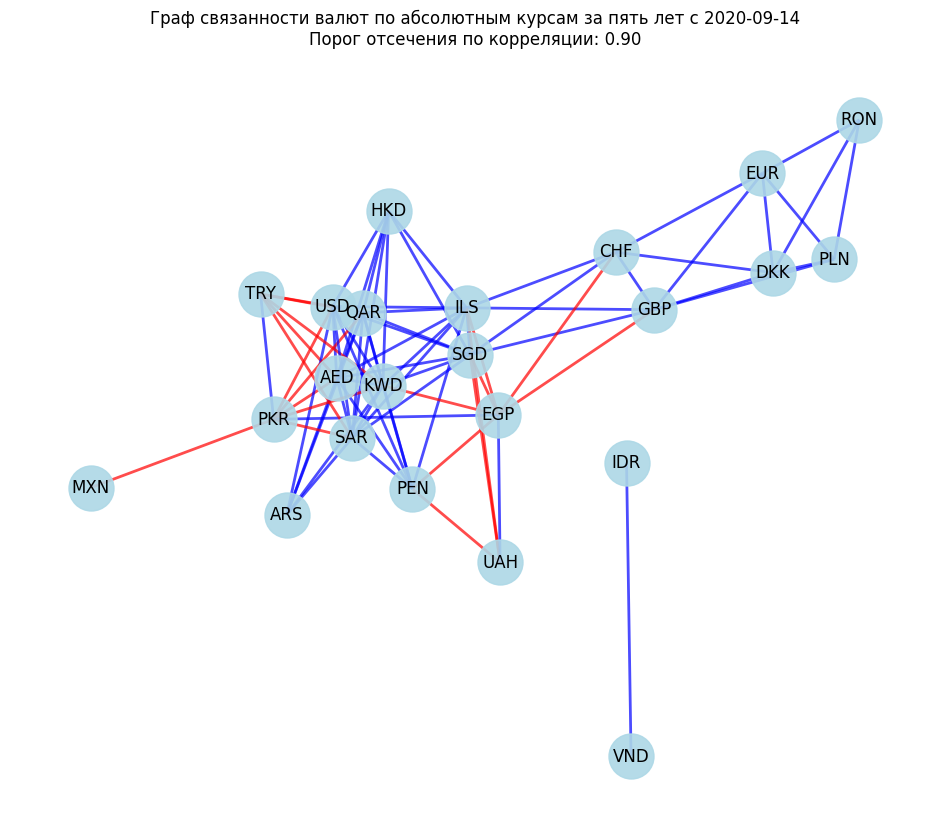 Граф связанности валют по абсолютным курсам за пять лет с 2020-09-14
Порог отсечения по корреляции: 0.90
RON
EUR
HKD
CHF
PLN
DKK
TRY
USD
QAR
ILS
GBP
SGD
AED
KWD
EGP
PKR
SAR
IDR
MXN
PEN
ARS
UAH
VND